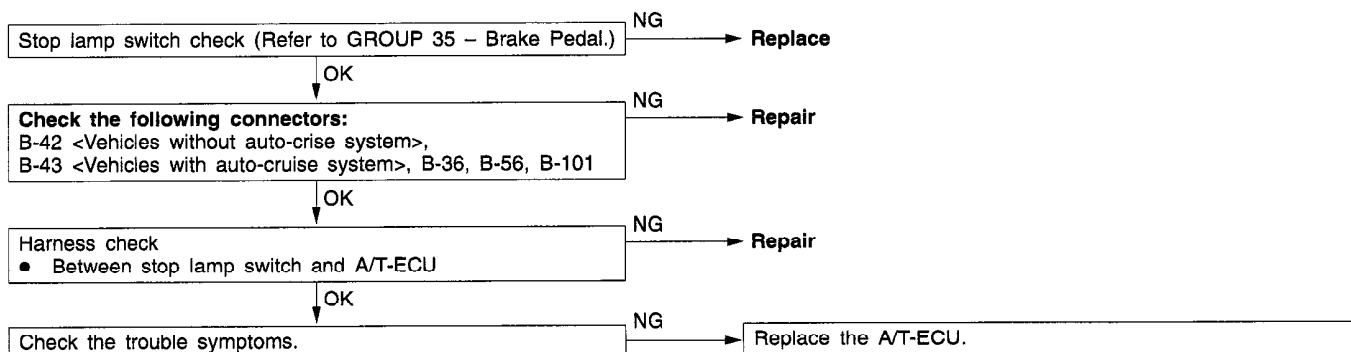 NG
Stop lamp switch check (Refer to GROUP 35 – Brake Pedal.)
Replace
OK
NG
Check the following connectors:
Repair
B-42 <Vehicles without auto-crise system>,
B-43 <Vehicles with auto-cruise system>, B-36, B-56, B-101
OK
NG
Harness check
Repair
● Between stop lamp switch and A/T-ECU
OK
NG
Check the trouble symptoms.
Replace the A/T-ECU.